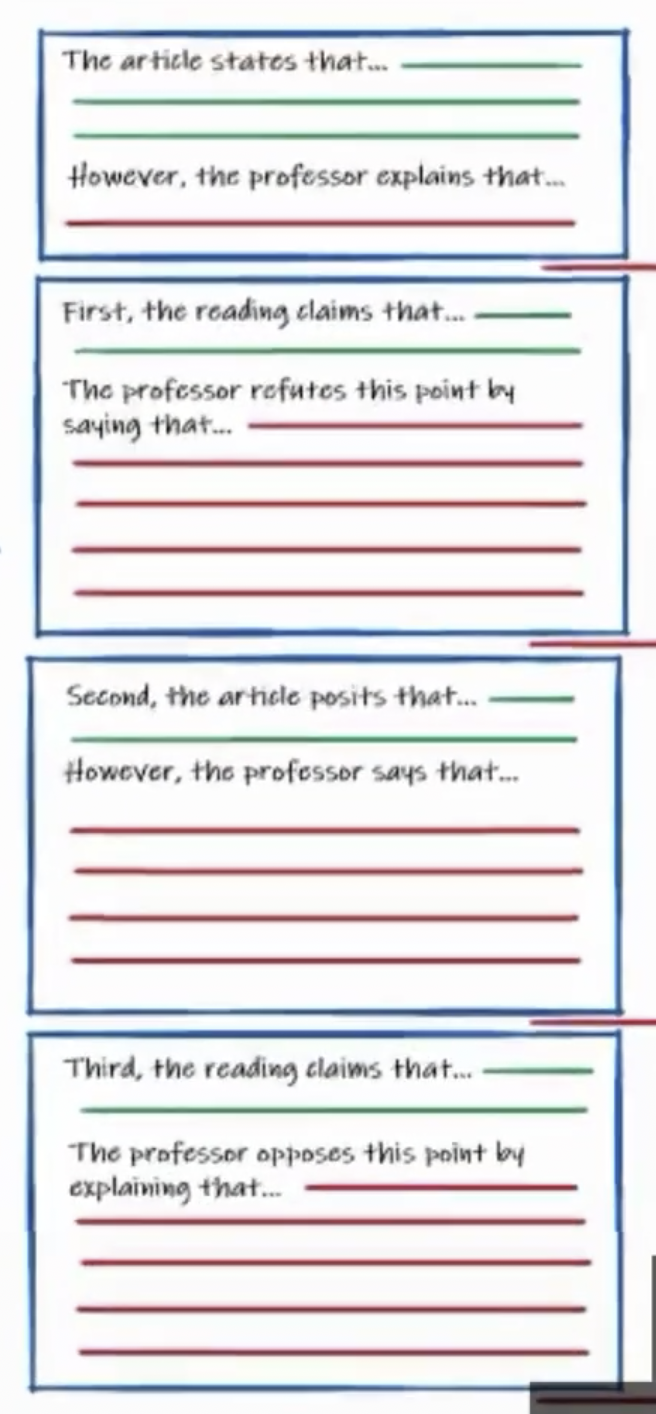 The article states that...
However, the professor explains that...
First, the reading claims that...
The professor refutes this point by
saying that...
Second, the article posits that...
However, the professor says that...
Third, the reading claims that...
The professor opposes this point by
explaining that...